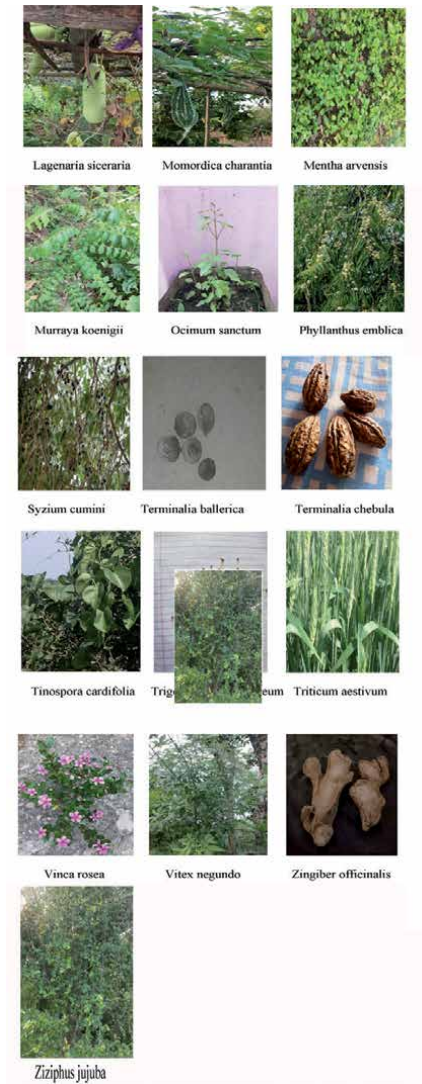 Lagenaria siceraria Momordica charantia Mentha arvensis
Murraya koenigii Ocimum sanctum Phyllanthus emblica
Syzium cumini Terminalia ballerica Terminalia chebula
Tinospora cardifolia Trigo eum Triticum aestivum
Vinca rosea Vitex negundo Zingiber officinalis
Ziziphus jujuba